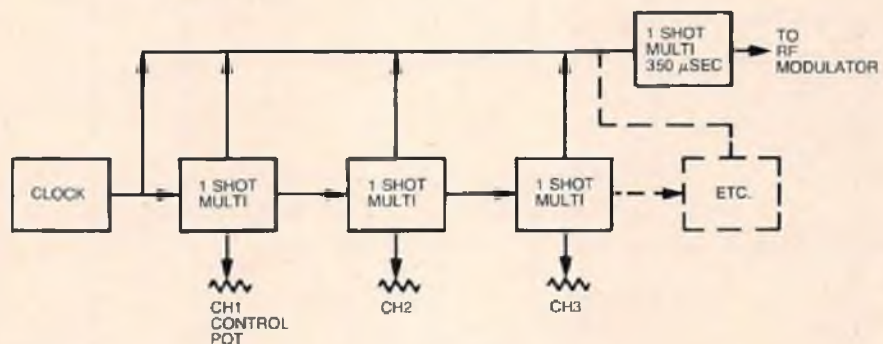 1 SHOT
MULTI
350 µSEC
TO
RF
MODULATOR
CLOCK
1 SHOT
MULTI
1 SHOT
MULTI
1 SHOT
MULTI
ETC.
CH1
CONTROL
POT
CH2
CH3